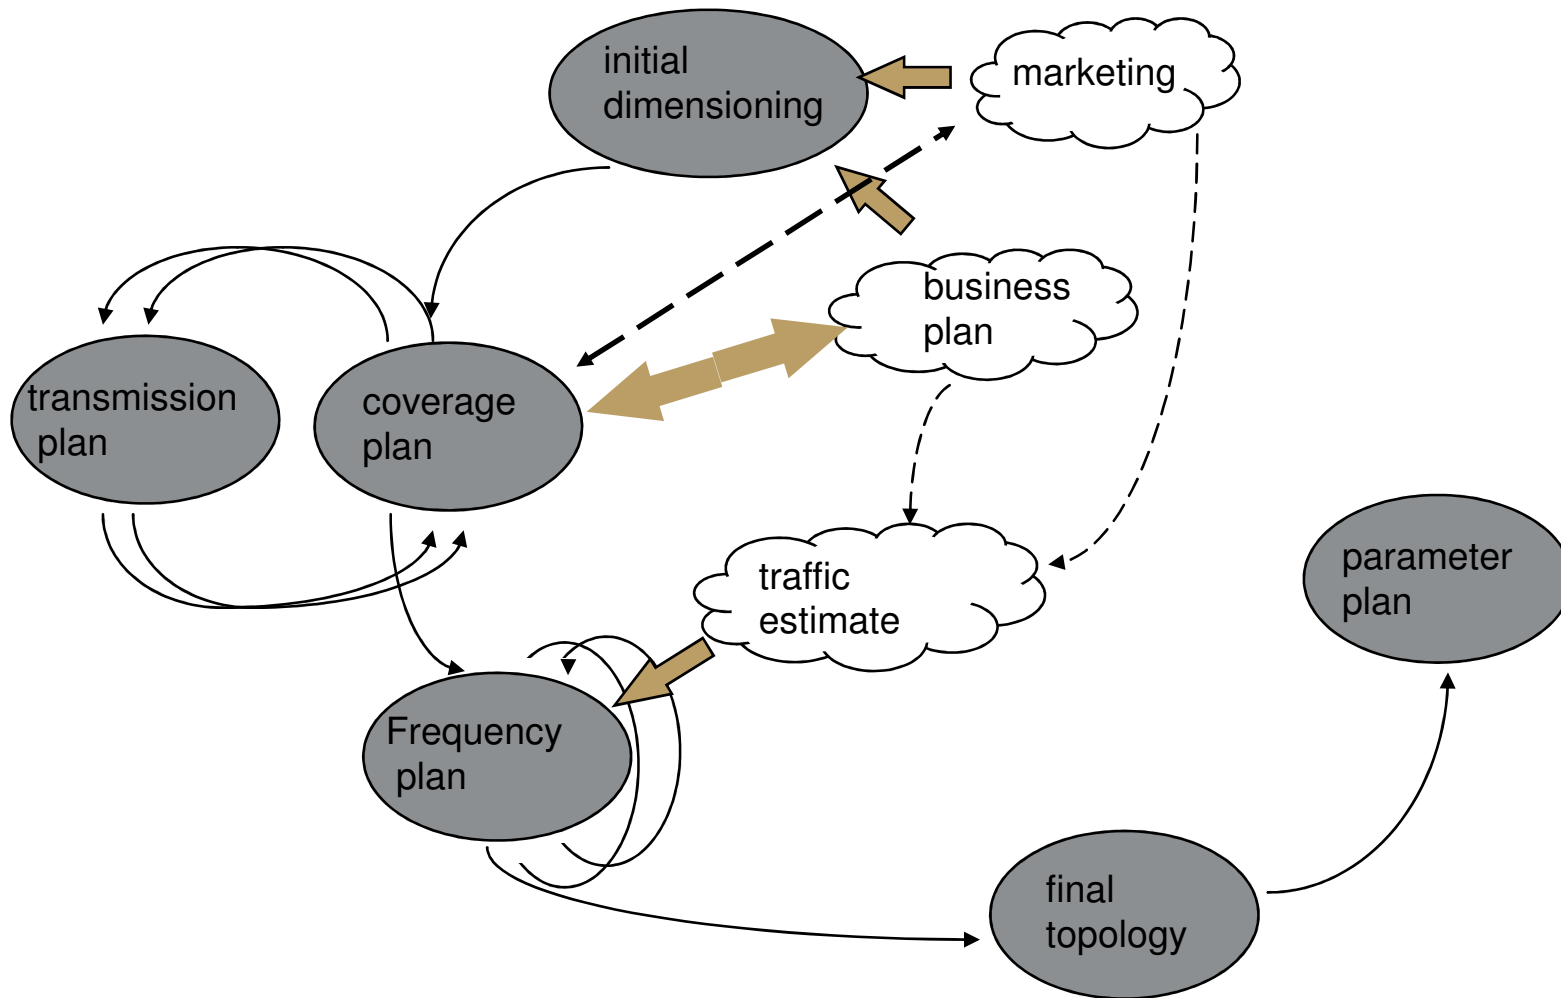 initial
dimensioning
marketing
business
plan
transmission
plan
coverage
plan
traffic
estimate
parameter
plan
Frequency
plan
final
topology